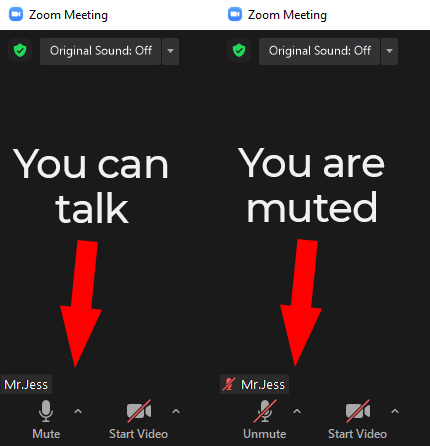 Zoom Meeting
Original Sound: Off
You can
talk
Mr.Jess
Mute
Start Video
Zoom Meeting
Original Sound: Off
You are
muted
Mr.Jess
Unmute
Start Video